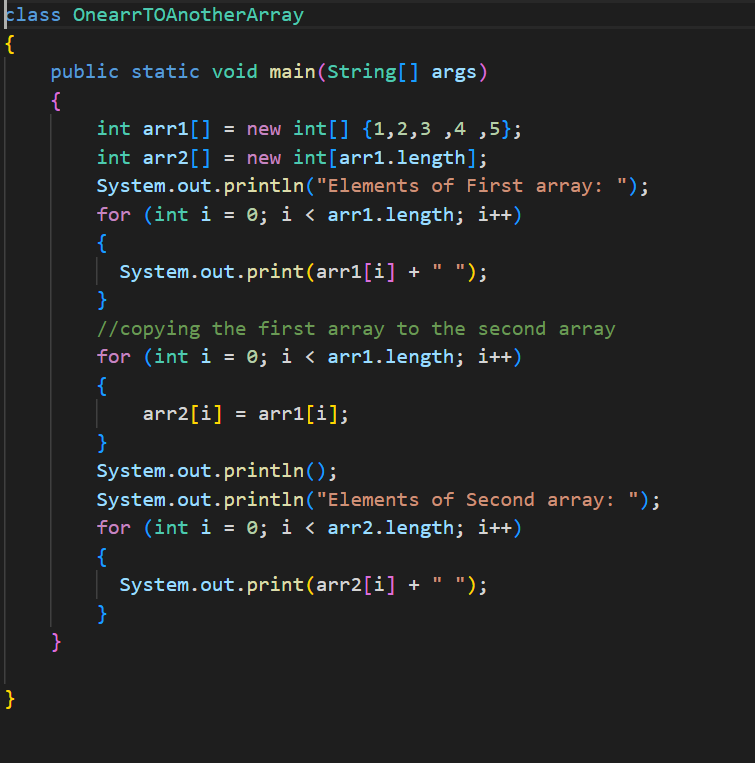 class OnearrTOAnotherArray
{
    public static void main(String[] args)
    {
        int arr1[] = new int[] {1,2,3 ,4 ,5};
        int arr2[] = new int[arr1.length];
        System.out.println("Elements of First array: ");
        for (int i = 0; i < arr1.length; i++)
        {
          System.out.print(arr1[i] + " ");
        }
        //copying the first array to the second array
        for (int i = 0; i < arr1.length; i++)
        {
            arr2[i] = arr1[i];
        }
        System.out.println();
        System.out.println("Elements of Second array: ");
        for (int i = 0; i < arr2.length; i++)
        {
          System.out.print(arr2[i] + " ");
        }
    }

}